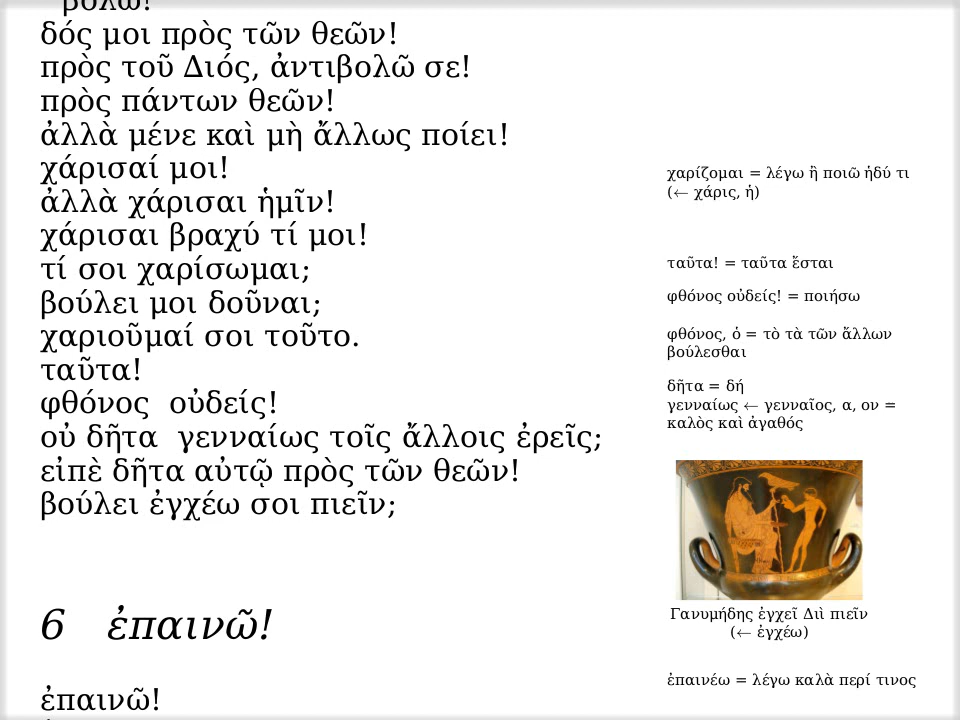 βολῶ!
δός μοι πρὸς τῶν θεῶν!
πρὸς τοῦ Διός, ἀντιβολῶ σε!
πρὸς πάντων θεῶν!
ἀλλὰ μένε καὶ μὴ ἄλλως ποίει!
χάρισαί μοι!
ἀλλὰ χάρισαι ἡμῖν!
χάρισαι βραχύ τί μοι!
τί σοι χαρίσωμαι;
βούλει μοι δοῦναι;
χαριοῦμαί σοι τοῦτο.
ταῦτα!
φθόνος οὐδείς!
οὐ δῆτα γενναίως τοῖς ἄλλοις ἐρεῖς;
εἰπὲ δῆτα αὐτῷ πρὸς τῶν θεῶν!
βούλει ἐγχέω σοι πιεῖν;
6 ἐπαινῶ!
ἐπαινῶ!
χαρίζομαι = λέγω ἢ ποιῶ ἡδύ τι
(← χάρις, ἡ)
ταῦτα! = ταῦτα ἔσται
φθόνος οὐδείς! = ποιήσω
φθόνος, ὁ = τὸ τὰ τῶν ἄλλων
βούλεσθαι
δῆτα = δή
γενναίως ← γενναῖος, α, ον =
καλὸς καὶ ἀγαθός
Γανυμήδης ἐγχεῖ Διὶ πιεῖν
(← ἐγχέω)
ἐπαινέω = λέγω καλὰ περί τινος